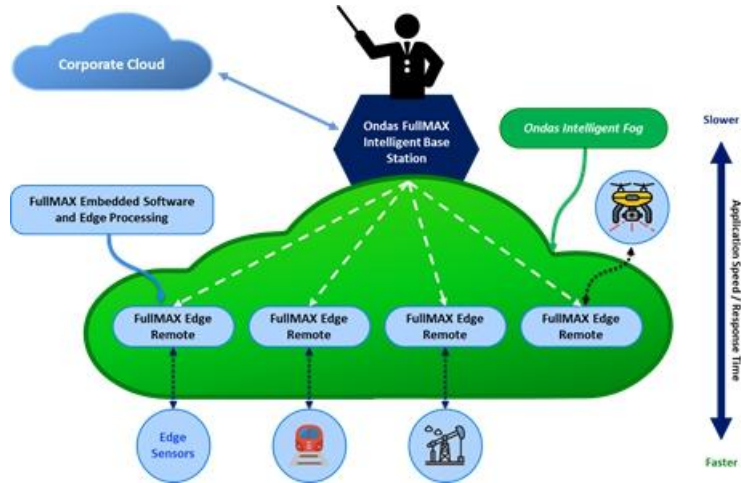 Corporate Cloud
Ondas FullMAX
Intelligent Base
Station
Ondas Intelligent Fog
Slower
FullMAX Embedded Software
and Edge Processing
Application Speed / Response Time
FullMAX Edge
Remote
FullMAX Edge
Remote
FullMAX Edge
Remote
FullMAX Edge
Remote
Edge
Sensors
Faster